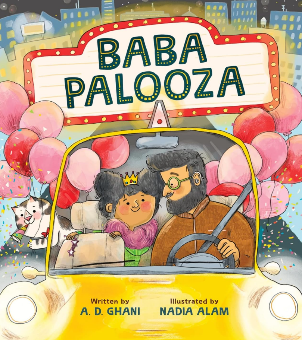 BABA
PALOOZA
Written by
A. D. GHANI
Illustrated by
NADIA ALAM